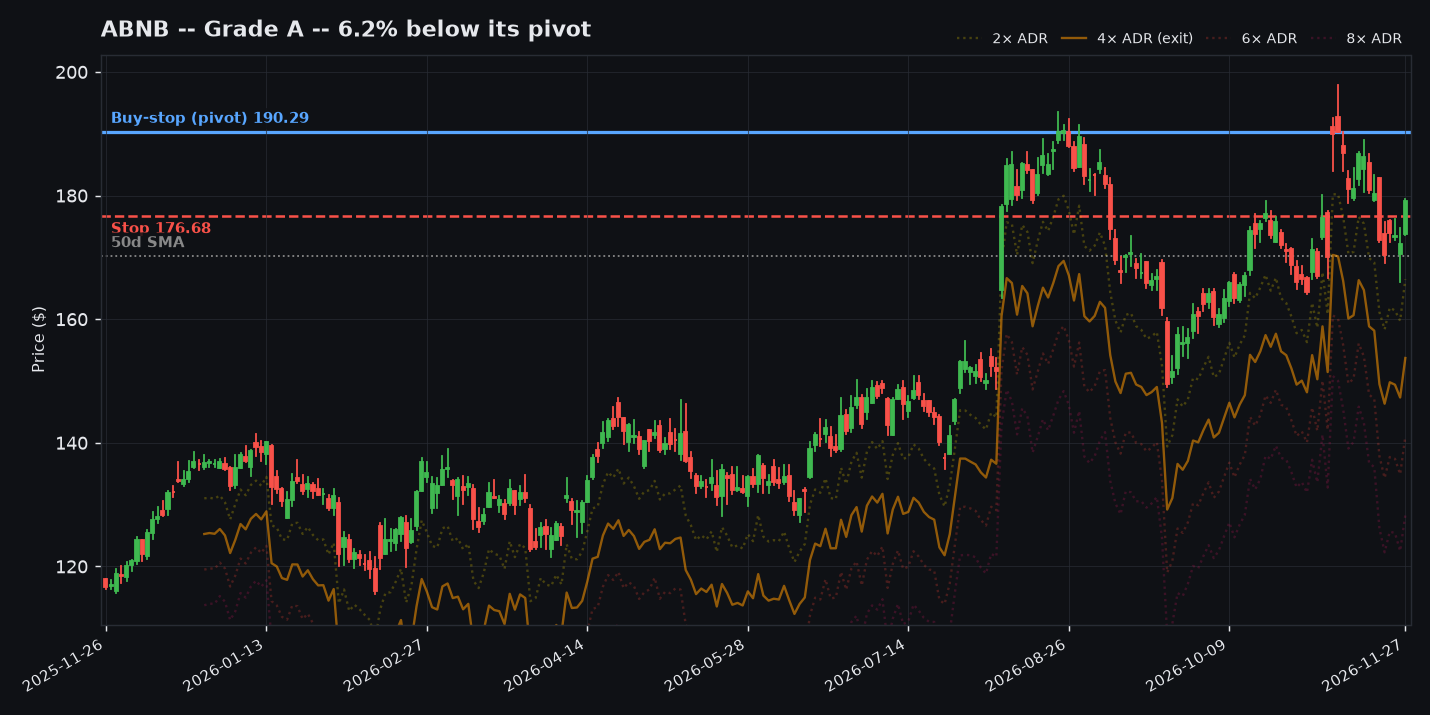 ABNB -- Grade A -- 6.2% below its pivot
2× ADR
4× ADR (exit)
6× ADR
8× ADR
200
180
160
140
120
Price ($)
Buy-stop (pivot) 190.29
Stop 176.68
50d SMA
2025-11-26
2026-01-13
2026-02-27
2026-04-14
2026-05-28
2026-07-14
2026-08-26
2026-10-09
2026-11-27